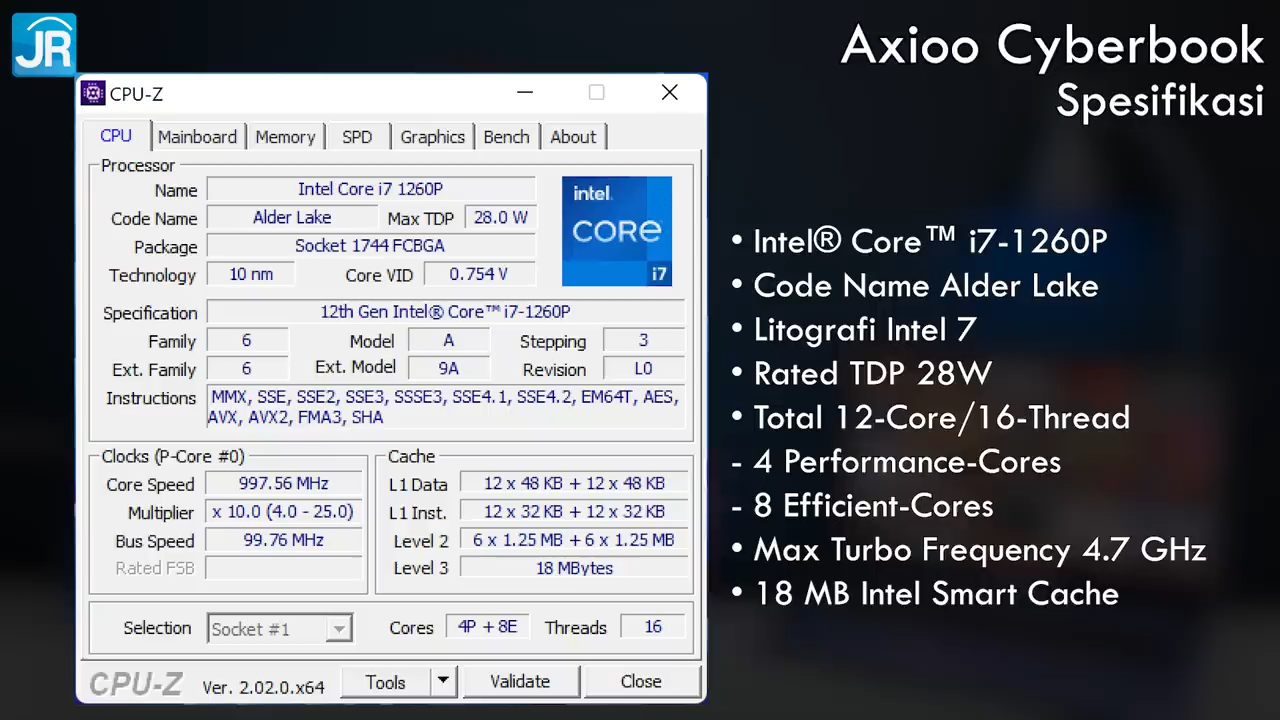 JR
Axioo Cyberbook
Spesifikasi
CPU-Z
CPU Mainboard Memory SPD Graphics Bench About
Processor
Name Intel Core i7 1260P
Code Name Alder Lake Max TDP 28.0 W
Package Socket 1744 FCBGA
Technology 10 nm Core VID 0.754 V
intel
CORE
i7
Specification 12th Gen Intel® Core™ i7-1260P
Family 6 Model A Stepping 3
Ext. Family 6 Ext. Model 9A Revision L0
Instructions MMX, SSE, SSE2, SSE3, SSSE3, SSE4.1, SSE4.2, EM64T, AES,
AVX, AVX2, FMA3, SHA
Clocks (P-Core #0)
Core Speed 997.56 MHz
Multiplier x 10.0 (4.0 - 25.0)
Bus Speed 99.76 MHz
Rated FSB
Cache
L1 Data 12 x 48 KB + 12 x 48 KB
L1 Inst. 12 x 32 KB + 12 x 32 KB
Level 2 6 x 1.25 MB + 6 x 1.25 MB
Level 3 18 MBytes
Selection Socket #1 Cores 4P + 8E Threads 16
CPU-Z Ver. 2.02.0.x64 Tools Validate Close
• Intel® Core™ i7-1260P
• Code Name Alder Lake
• Litografi Intel 7
• Rated TDP 28W
• Total 12-Core/16-Thread
- 4 Performance-Cores
- 8 Efficient-Cores
• Max Turbo Frequency 4.7 GHz
• 18 MB Intel Smart Cache